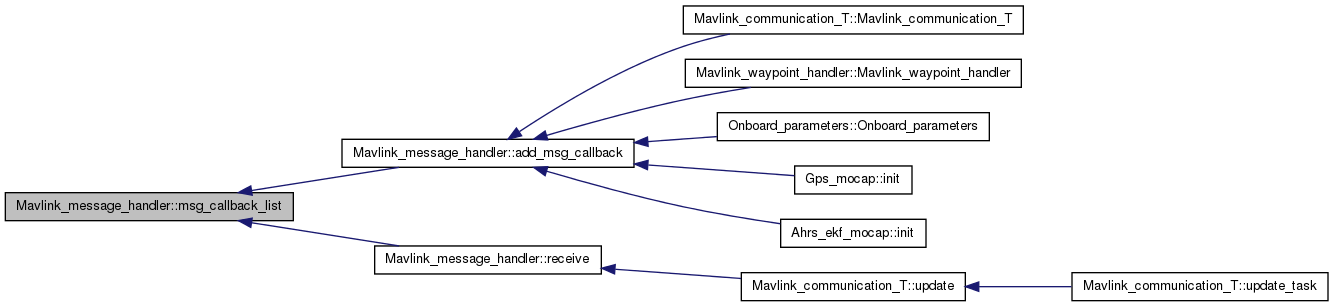 Mavlink_communication_T::Mavlink_communication_T
Mavlink_waypoint_handler::Mavlink_waypoint_handler
Onboard_parameters::Onboard_parameters
Mavlink_message_handler::add_msg_callback
Gps_mocap::init
Mavlink_message_handler::msg_callback_list
Ahrs_ekf_mocap::init
Mavlink_message_handler::receive
Mavlink_communication_T::update
Mavlink_communication_T::update_task